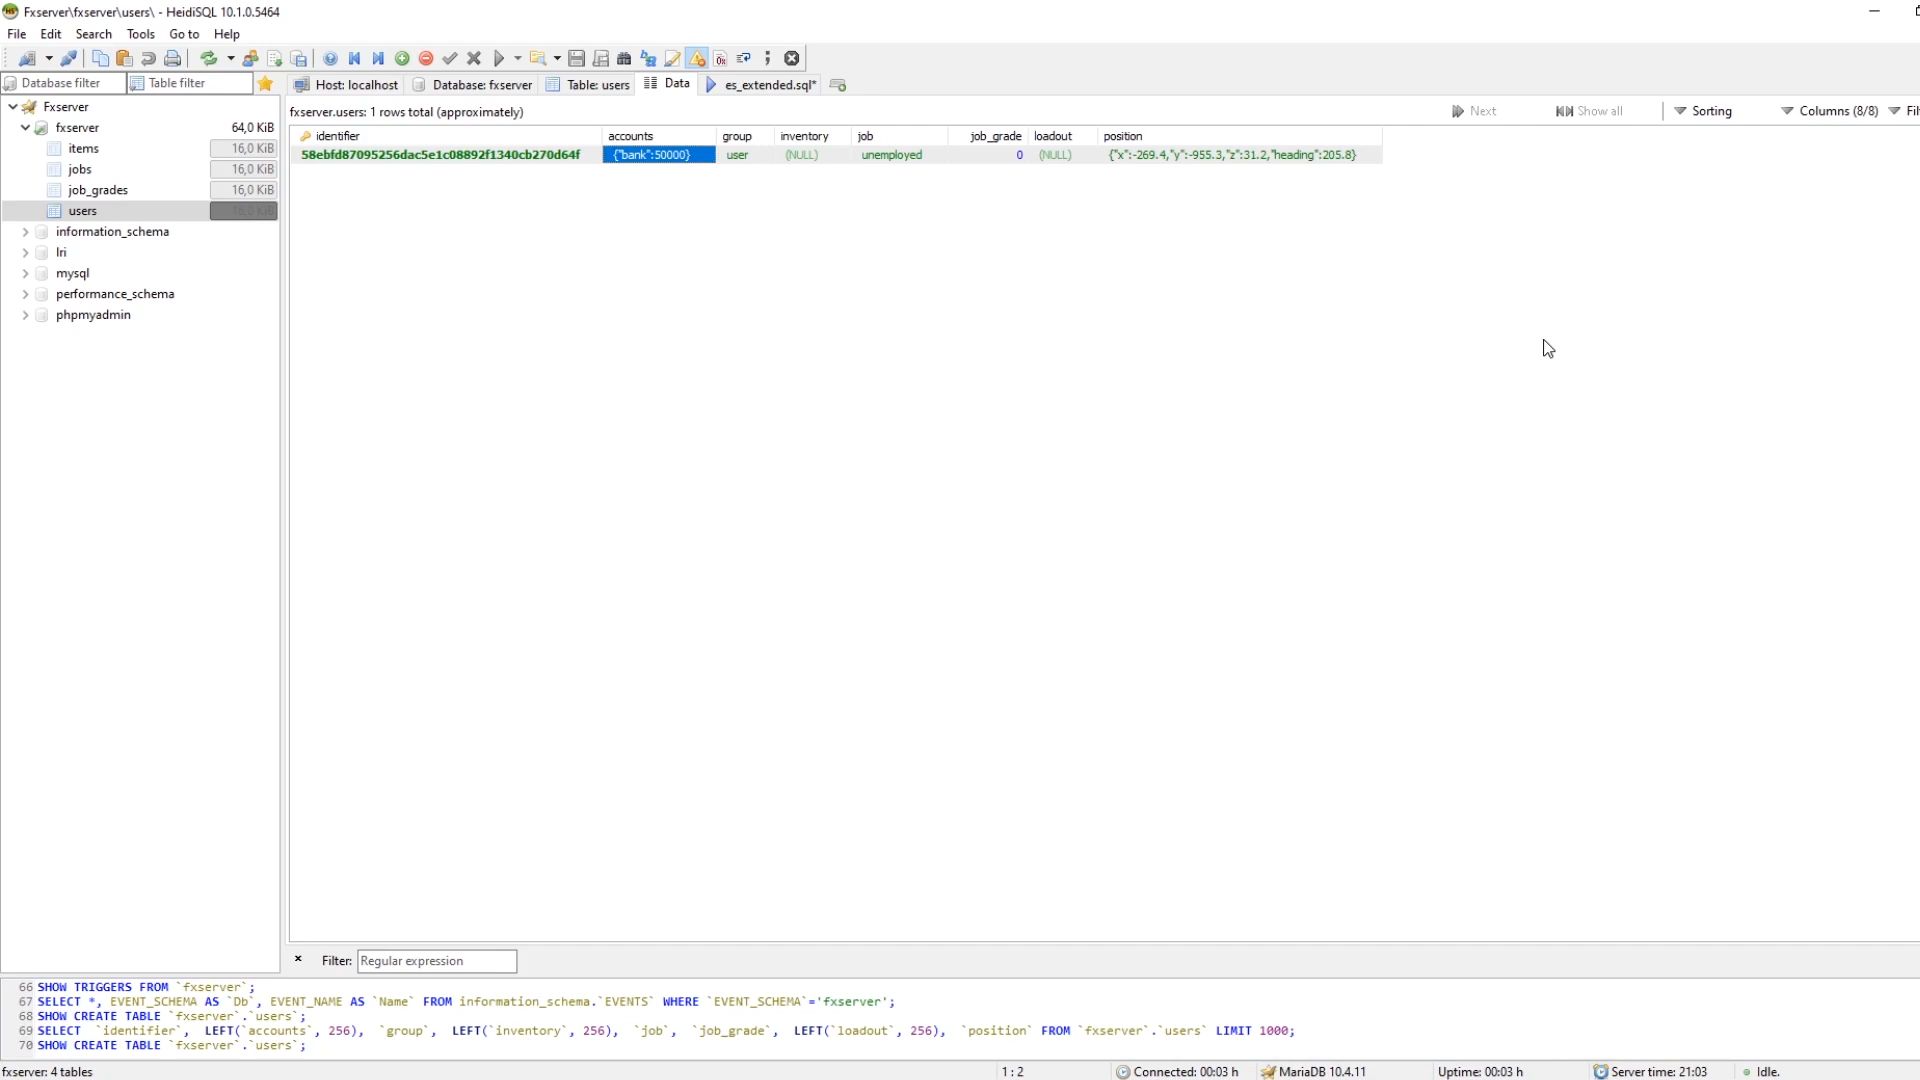 Fxserver\fxserver\users\ - HeidiSQL 10.1.0.5464
File Edit Search Tools Go to Help
Database filter Table filter Host: localhost Database: fxserver Table: users Data es_extended.sql*
Fxserver
fxserver 64,0 KiB
items 16,0 KiB
jobs 16,0 KiB
job_grades 16,0 KiB
users 16,0 KiB
information_schema
lri
mysql
performance_schema
phpmyadmin
fxserver.users: 1 rows total (approximately) Next Show all Sorting Columns (8/8) Fil
identifier accounts group inventory job job_grade loadout position
58ebfd87095256dac5e1c08892f1340cb270d64f {"bank":50000} user (NULL) unemployed 0 (NULL) {"x":-269.4,"y":-955.3,"z":31.2,"heading":205.8}
Filter: Regular expression
66 SHOW TRIGGERS FROM `fxserver`;
67 SELECT *, EVENT_SCHEMA AS `Db`, EVENT_NAME AS `Name` FROM information_schema.`EVENTS` WHERE `EVENT_SCHEMA`='fxserver';
68 SHOW CREATE TABLE `fxserver`.`users`;
69 SELECT `identifier`, LEFT(`accounts`, 256), `group`, LEFT(`inventory`, 256), `job`, `job_grade`, LEFT(`loadout`, 256), `position` FROM `fxserver`.`users` LIMIT 1000;
70 SHOW CREATE TABLE `fxserver`.`users`;
fxserver: 4 tables 1 : 2 Connected: 00:03 h MariaDB 10.4.11 Uptime: 00:03 h Server time: 21:03 Idle.